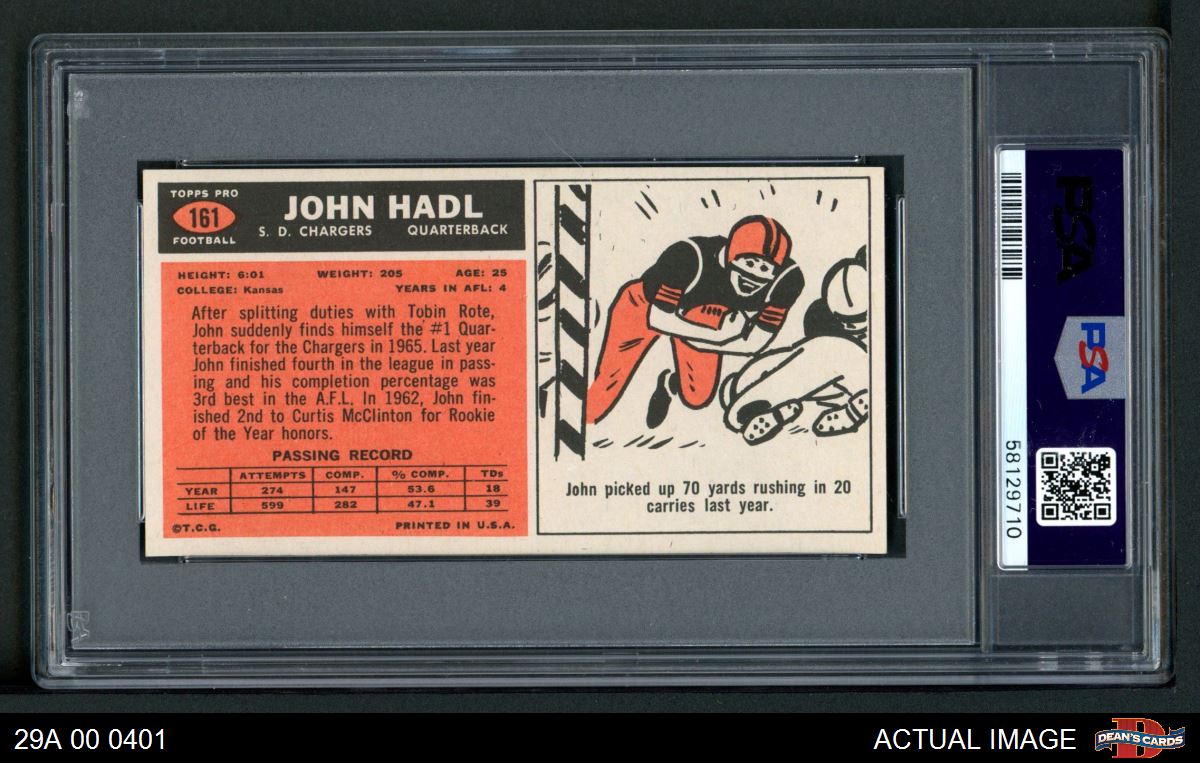 TOPPS PRO
161
FOOTBALL
JOHN HADL
S. D. CHARGERS QUARTERBACK
HEIGHT: 6:01 WEIGHT: 205 AGE: 25
COLLEGE: Kansas YEARS IN AFL: 4
After splitting duties with Tobin Rote,
John suddenly finds himself the #1 Quar-
terback for the Chargers in 1965. Last year
John finished fourth in the league in pass-
ing and his completion percentage was
3rd best in the A.F.L. In 1962, John fin-
ished 2nd to Curtis McClinton for Rookie
of the Year honors.
PASSING RECORD
ATTEMPTS COMP. % COMP. TDs
YEAR 274 147 53.6 18
LIFE 599 282 47.1 39
©T.C.G. PRINTED IN U.S.A.
John picked up 70 yards rushing in 20
carries last year.
PSA
PSA
58129710
29A 00 0401
ACTUAL IMAGE
DEAN'S CARDS